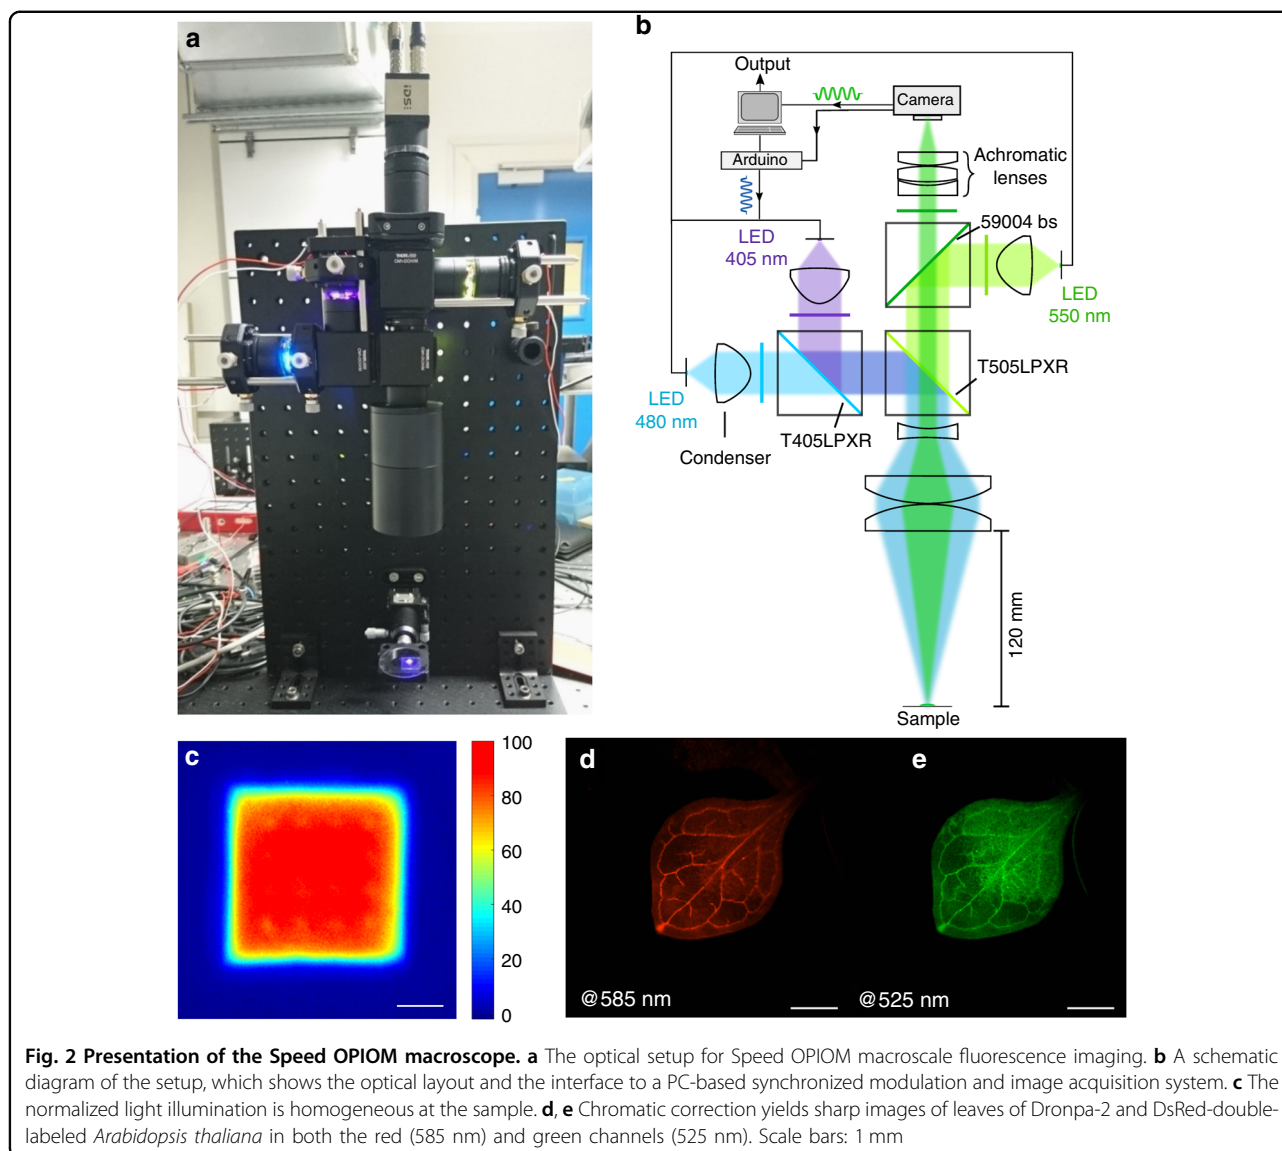 a
iDS
b
Output
Camera
Arduino
Achromatic
lenses
59004 bs
LED
405 nm
LED
550 nm
T505LPXR
LED
480 nm
T405LPXR
Condenser
120 mm
Sample
c
100
80
60
40
20
0
d
@585 nm
e
@525 nm
Fig. 2 Presentation of the Speed OPIOM macroscope. a The optical setup for Speed OPIOM macroscale fluorescence imaging. b A schematic
diagram of the setup, which shows the optical layout and the interface to a PC-based synchronized modulation and image acquisition system. c The
normalized light illumination is homogeneous at the sample. d, e Chromatic correction yields sharp images of leaves of Dronpa-2 and DsRed-double-
labeled Arabidopsis thaliana in both the red (585 nm) and green channels (525 nm). Scale bars: 1 mm